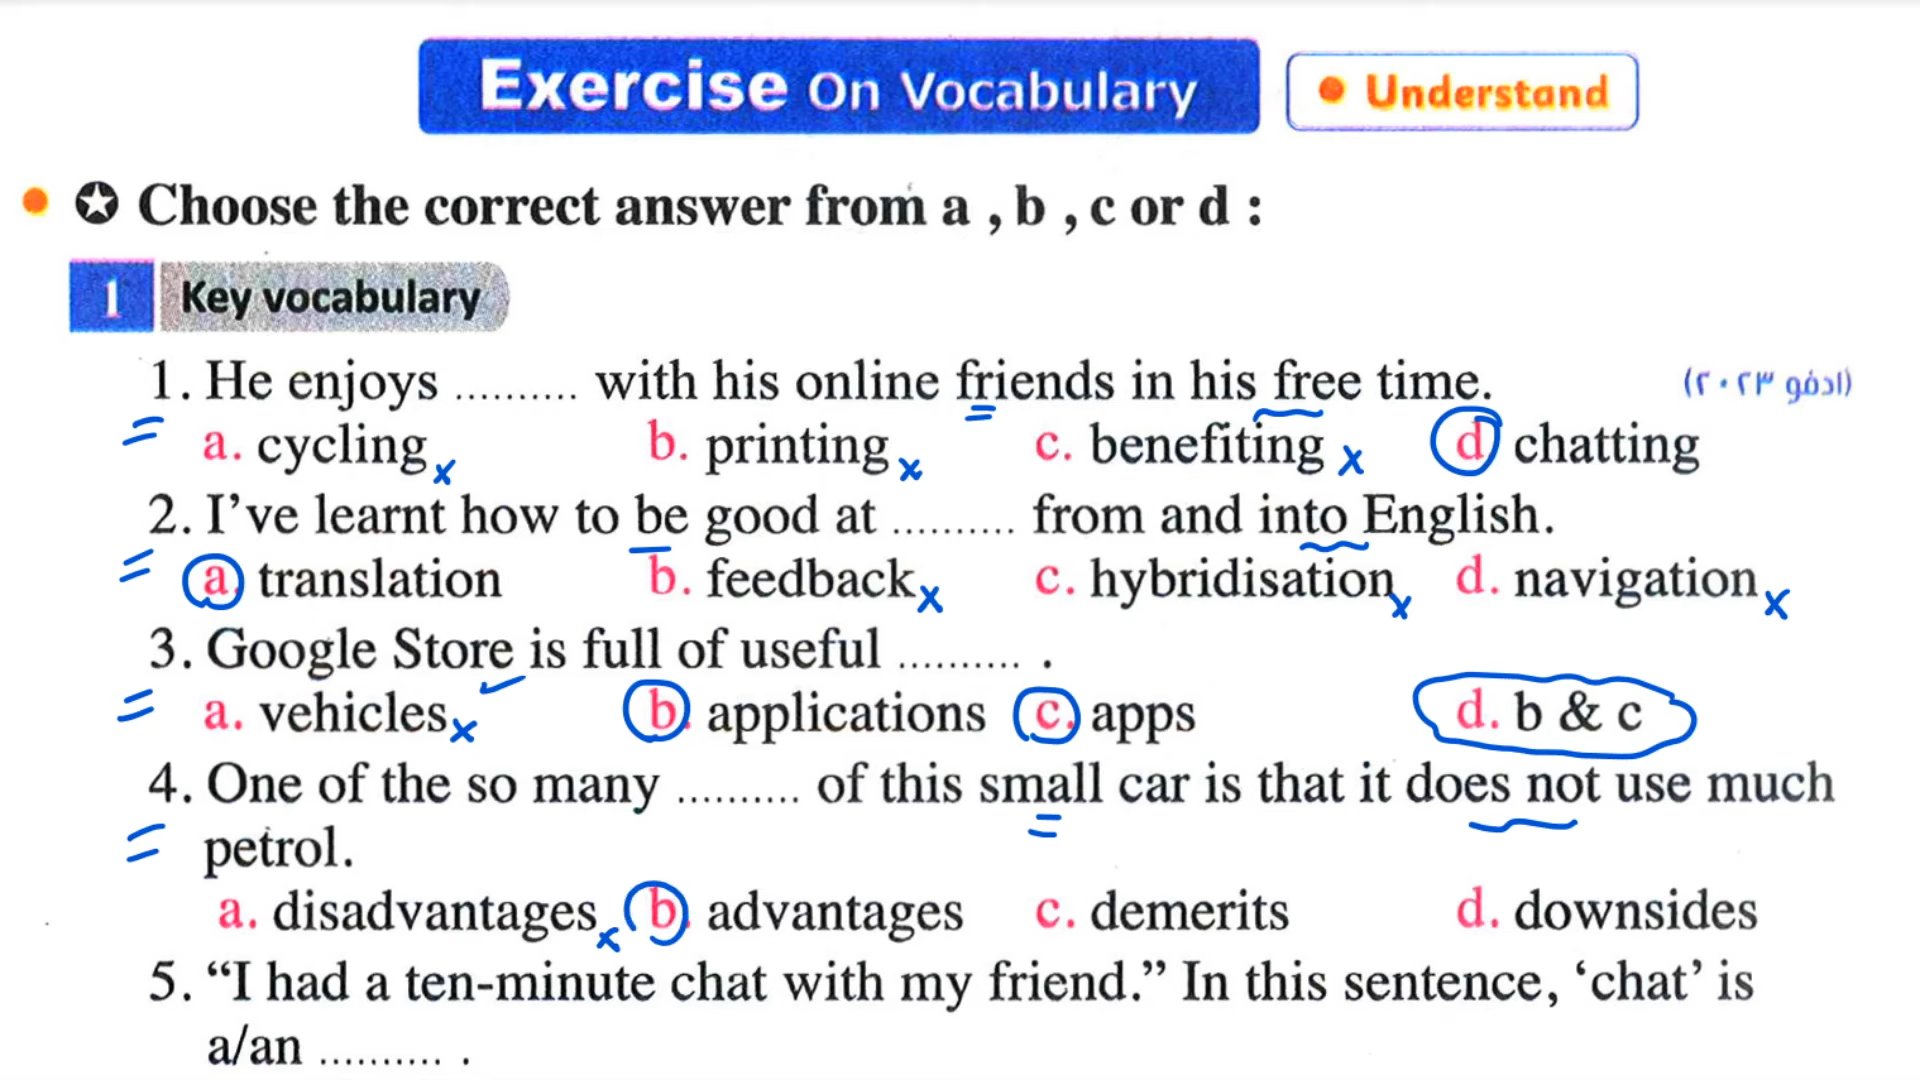 Exercise On Vocabulary
• Understand
• ✪ Choose the correct answer from a , b , c or d :
1 Key vocabulary
1. He enjoys .......... with his online friends in his free time. (ادفو ٢٠٢٣)
a. cycling x b. printing x c. benefiting x d chatting
2. I’ve learnt how to be good at .......... from and into English.
a translation b. feedback x c. hybridisation x d. navigation x
3. Google Store is full of useful .......... .
a. vehicles x b. applications c. apps d. b & c
4. One of the so many .......... of this small car is that it does not use much
petrol.
a. disadvantages x b. advantages c. demerits d. downsides
5. “I had a ten-minute chat with my friend.” In this sentence, ‘chat’ is
a/an .......... .